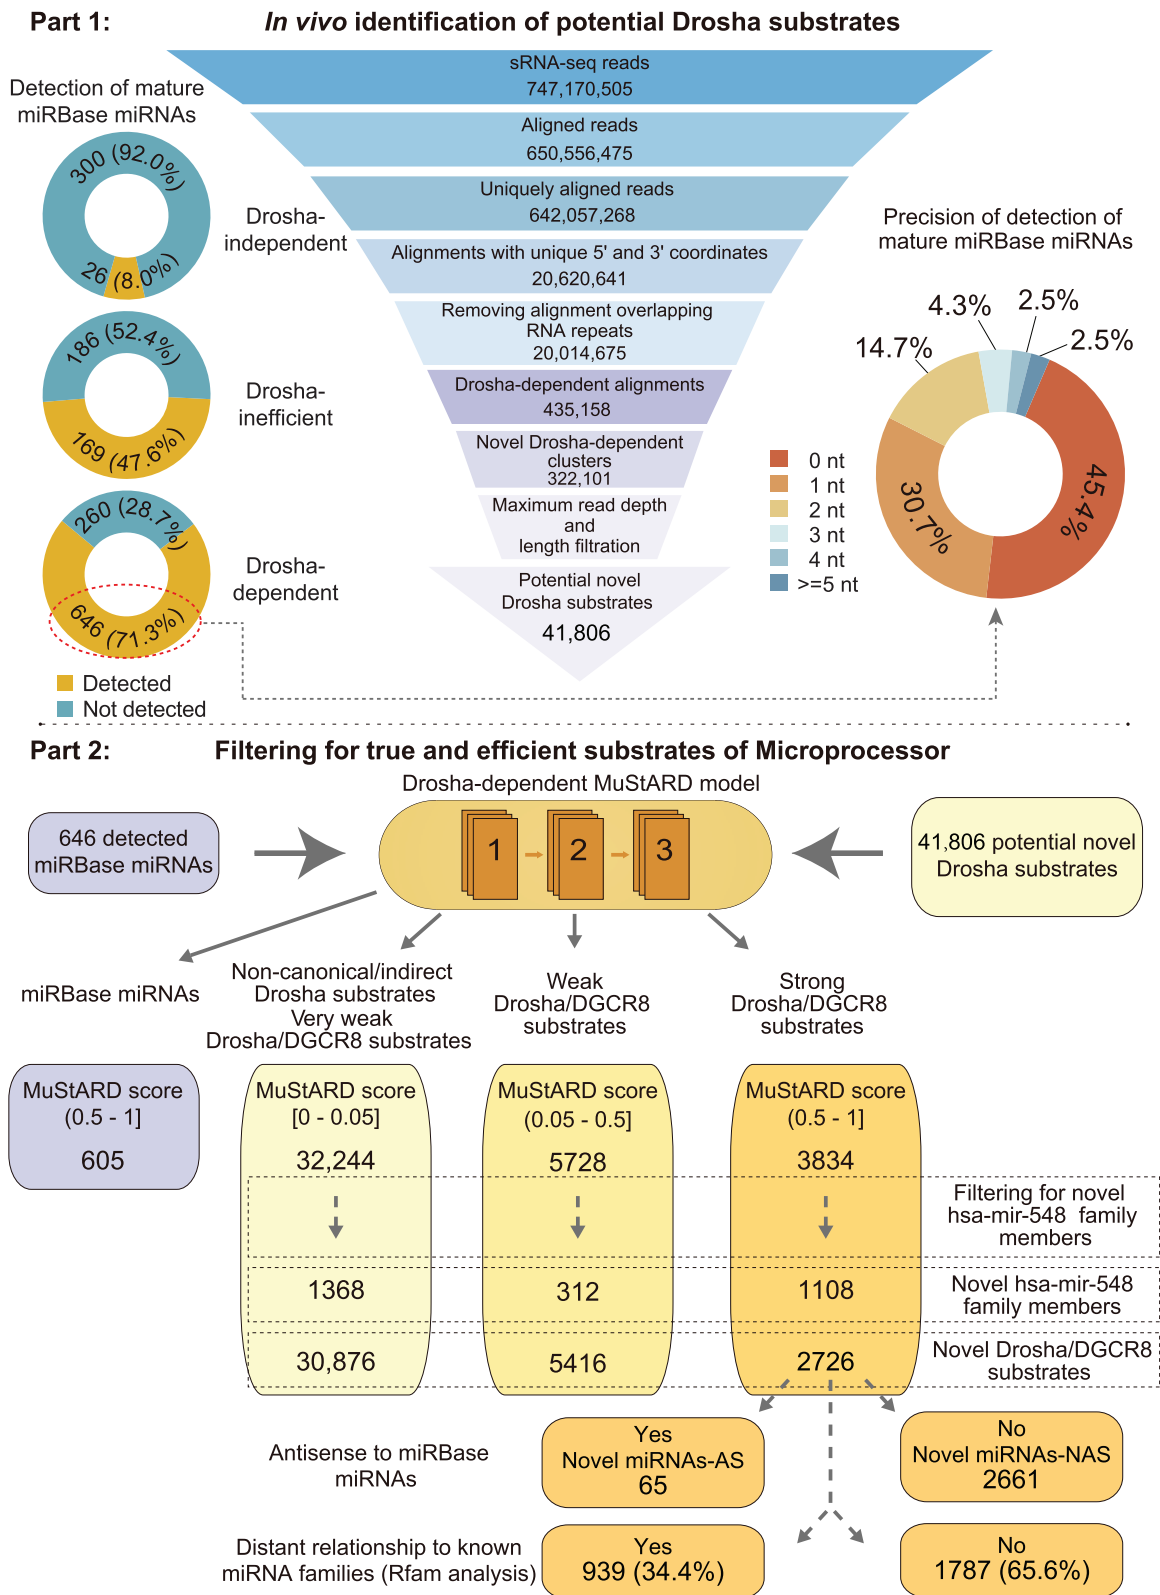 Part 1:
In vivo identification of potential Drosha substrates
Detection of mature
miRBase miRNAs
300 (92.0%)
26 (8.0%)
Drosha-
independent
186 (52.4%)
169 (47.6%)
Drosha-
inefficient
260 (28.7%)
646 (71.3%)
Drosha-
dependent
Detected
Not detected
sRNA-seq reads
747,170,505
Aligned reads
650,556,475
Uniquely aligned reads
642,057,268
Alignments with unique 5' and 3' coordinates
20,620,641
Removing alignment overlapping
RNA repeats
20,014,675
Drosha-dependent alignments
435,158
Novel Drosha-dependent
clusters
322,101
Maximum read depth
and
length filtration
Potential novel
Drosha substrates
41,806
Precision of detection of
mature miRBase miRNAs
4.3%
2.5%
2.5%
14.7%
30.7%
45.4%
0 nt
1 nt
2 nt
3 nt
4 nt
>=5 nt
Part 2:
Filtering for true and efficient substrates of Microprocessor
Drosha-dependent MuStARD model
646 detected
miRBase miRNAs
1
2
3
41,806 potential novel
Drosha substrates
miRBase miRNAs
Non-canonical/indirect
Drosha substrates
Very weak
Drosha/DGCR8 substrates
Weak
Drosha/DGCR8
substrates
Strong
Drosha/DGCR8
substrates
MuStARD score
(0.5 - 1]
605
MuStARD score
[0 - 0.05]
32,244
MuStARD score
(0.05 - 0.5]
5728
MuStARD score
(0.5 - 1]
3834
Filtering for novel
hsa-mir-548 family
members
1368
312
1108
Novel hsa-mir-548
family members
30,876
5416
2726
Novel Drosha/DGCR8
substrates
Antisense to miRBase
miRNAs
Yes
Novel miRNAs-AS
65
No
Novel miRNAs-NAS
2661
Distant relationship to known
miRNA families (Rfam analysis)
Yes
939 (34.4%)
No
1787 (65.6%)